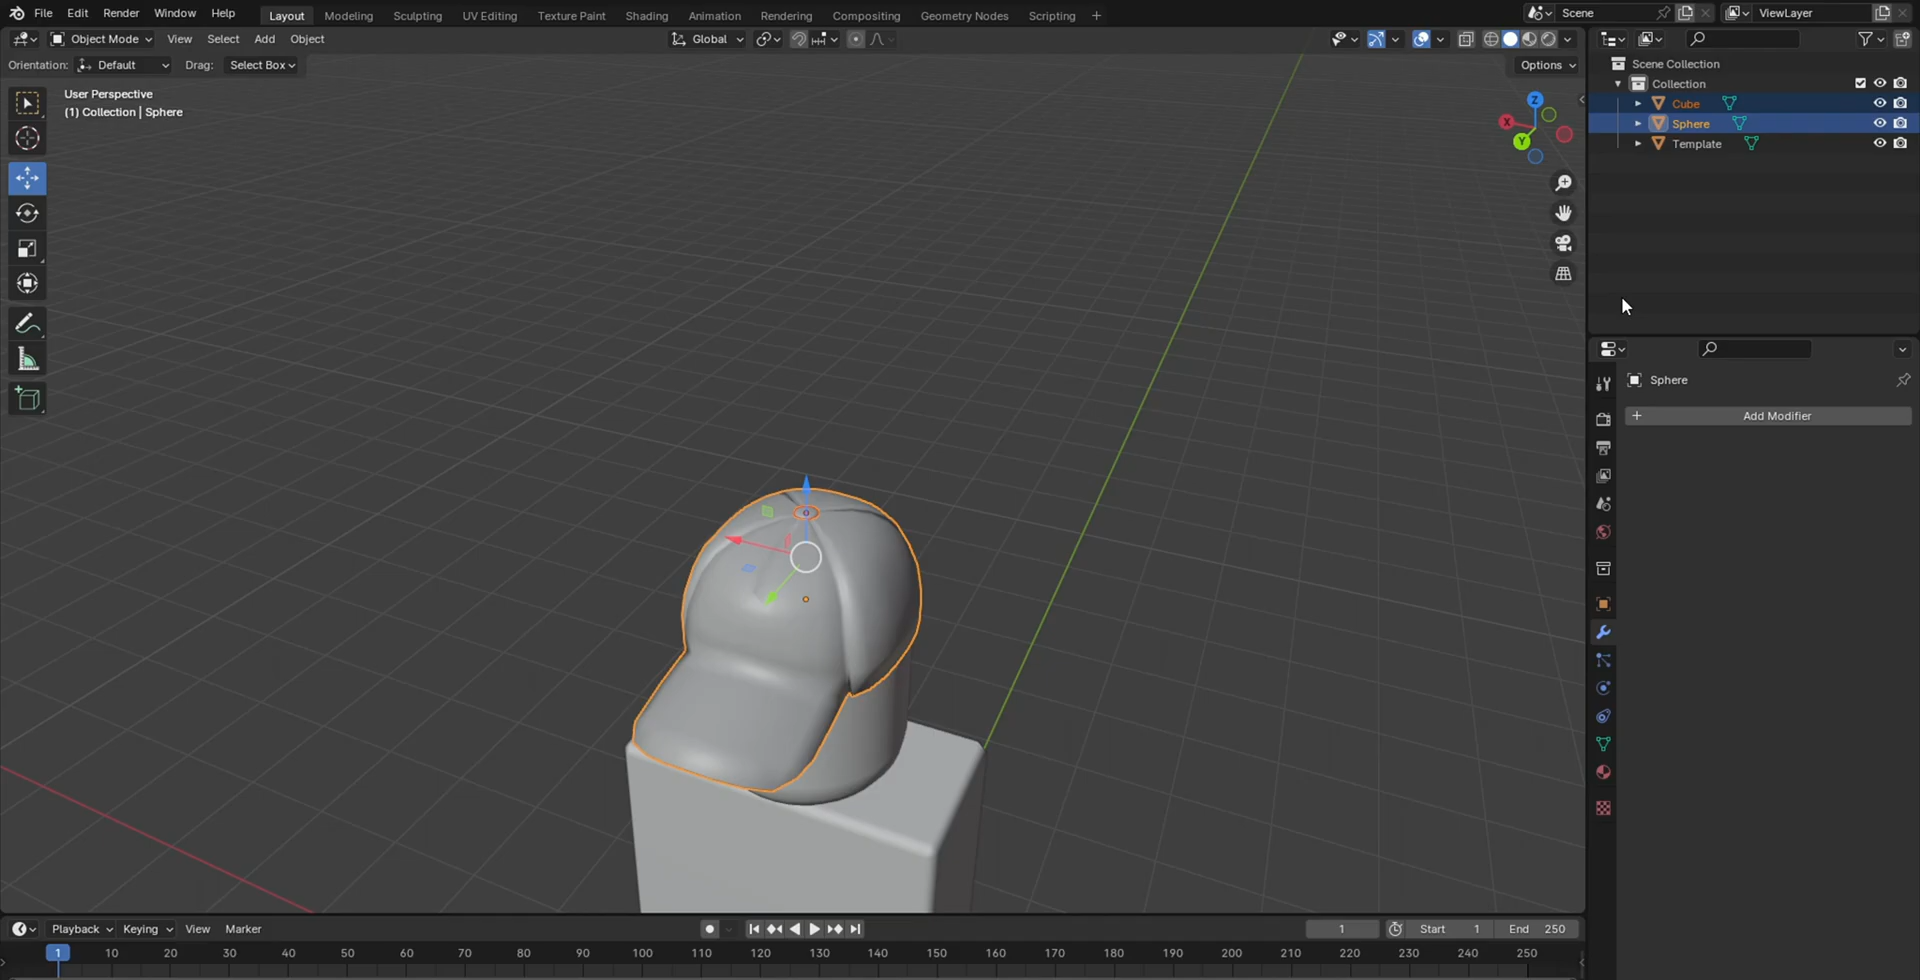 File Edit Render Window Help Layout Modeling Sculpting UV Editing Texture Paint Shading Animation Rendering Compositing Geometry Nodes Scripting + Scene ViewLayer
Object Mode View Select Add Object Global
Orientation: Default Drag: Select Box Options
User Perspective
(1) Collection | Sphere
Z
X
Y
Scene Collection
Collection
Cube
Sphere
Template
Sphere
+ Add Modifier
Playback Keying View Marker 1 Start 1 End 250
1 10 20 30 40 50 60 70 80 90 100 110 120 130 140 150 160 170 180 190 200 210 220 230 240 250